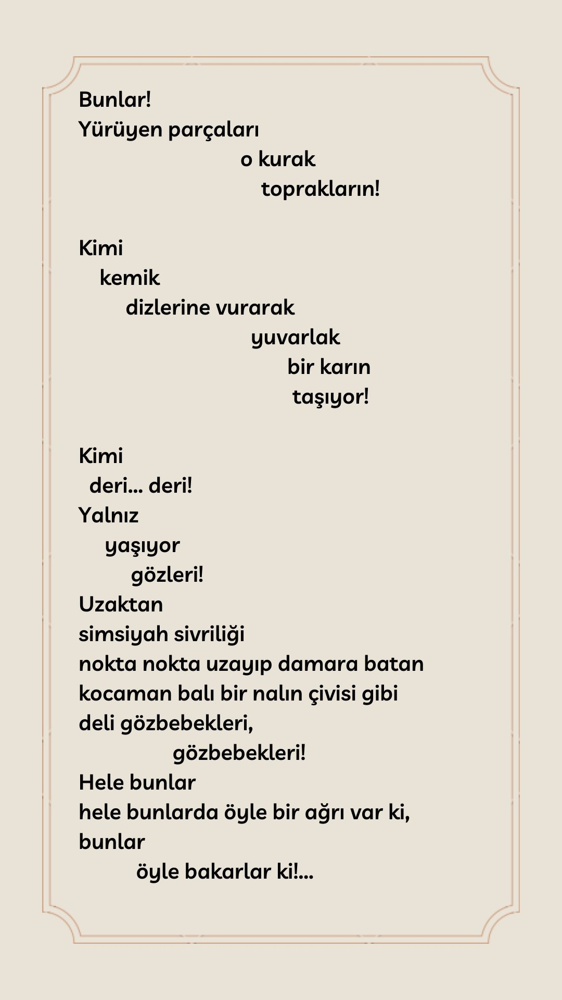 Bunlar!
Yürüyen parçaları
o kurak
toprakların!
Kimi
kemik
dizlerine vurarak
yuvarlak
bir karın
taşıyor!
Kimi
deri... deri!
Yalnız
yaşıyor
gözleri!
Uzaktan
simsiyah sivriliği
nokta nokta uzayıp damara batan
kocaman balı bir nalın çivisi gibi
deli gözbebekleri,
gözbebekleri!
Hele bunlar
hele bunlarda öyle bir ağrı var ki,
bunlar
öyle bakarlar ki!...